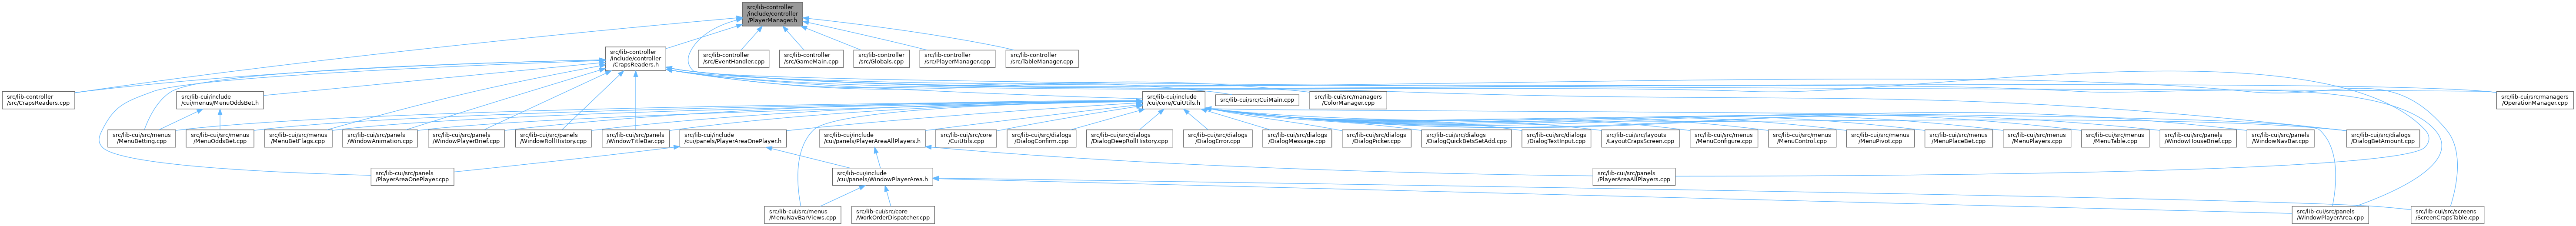 src/lib-controller
/include/controller
/PlayerManager.h
src/lib-controller
/include/controller
/CrapsReaders.h
src/lib-controller
/src/EventHandler.cpp
src/lib-controller
/src/GameMain.cpp
src/lib-controller
/src/Globals.cpp
src/lib-controller
/src/PlayerManager.cpp
src/lib-controller
/src/TableManager.cpp
src/lib-controller
/src/CrapsReaders.cpp
src/lib-cui/include
/cui/menus/MenuOddsBet.h
src/lib-cui/include
/cui/core/CuiUtils.h
src/lib-cui/src/CuiMain.cpp
src/lib-cui/src/managers
/ColorManager.cpp
src/lib-cui/src/managers
/OperationManager.cpp
src/lib-cui/src/menus
/MenuBetting.cpp
src/lib-cui/src/menus
/MenuOddsBet.cpp
src/lib-cui/src/menus
/MenuBetFlags.cpp
src/lib-cui/src/panels
/WindowAnimation.cpp
src/lib-cui/src/panels
/WindowPlayerBrief.cpp
src/lib-cui/src/panels
/WindowRollHistory.cpp
src/lib-cui/src/panels
/WindowTitleBar.cpp
src/lib-cui/include
/cui/panels/PlayerAreaOnePlayer.h
src/lib-cui/include
/cui/panels/PlayerAreaAllPlayers.h
src/lib-cui/src/core
/CuiUtils.cpp
src/lib-cui/src/dialogs
/DialogConfirm.cpp
src/lib-cui/src/dialogs
/DialogDeepRollHistory.cpp
src/lib-cui/src/dialogs
/DialogError.cpp
src/lib-cui/src/dialogs
/DialogMessage.cpp
src/lib-cui/src/dialogs
/DialogPicker.cpp
src/lib-cui/src/dialogs
/DialogQuickBetsSetAdd.cpp
src/lib-cui/src/dialogs
/DialogTextInput.cpp
src/lib-cui/src/layouts
/LayoutCrapsScreen.cpp
src/lib-cui/src/menus
/MenuConfigure.cpp
src/lib-cui/src/menus
/MenuControl.cpp
src/lib-cui/src/menus
/MenuPivot.cpp
src/lib-cui/src/menus
/MenuPlaceBet.cpp
src/lib-cui/src/menus
/MenuPlayers.cpp
src/lib-cui/src/menus
/MenuTable.cpp
src/lib-cui/src/panels
/WindowHouseBrief.cpp
src/lib-cui/src/panels
/WindowNavBar.cpp
src/lib-cui/src/dialogs
/DialogBetAmount.cpp
src/lib-cui/src/panels
/PlayerAreaOnePlayer.cpp
src/lib-cui/include
/cui/panels/WindowPlayerArea.h
src/lib-cui/src/panels
/PlayerAreaAllPlayers.cpp
src/lib-cui/src/menus
/MenuNavBarViews.cpp
src/lib-cui/src/core
/WorkOrderDispatcher.cpp
src/lib-cui/src/panels
/WindowPlayerArea.cpp
src/lib-cui/src/screens
/ScreenCrapsTable.cpp